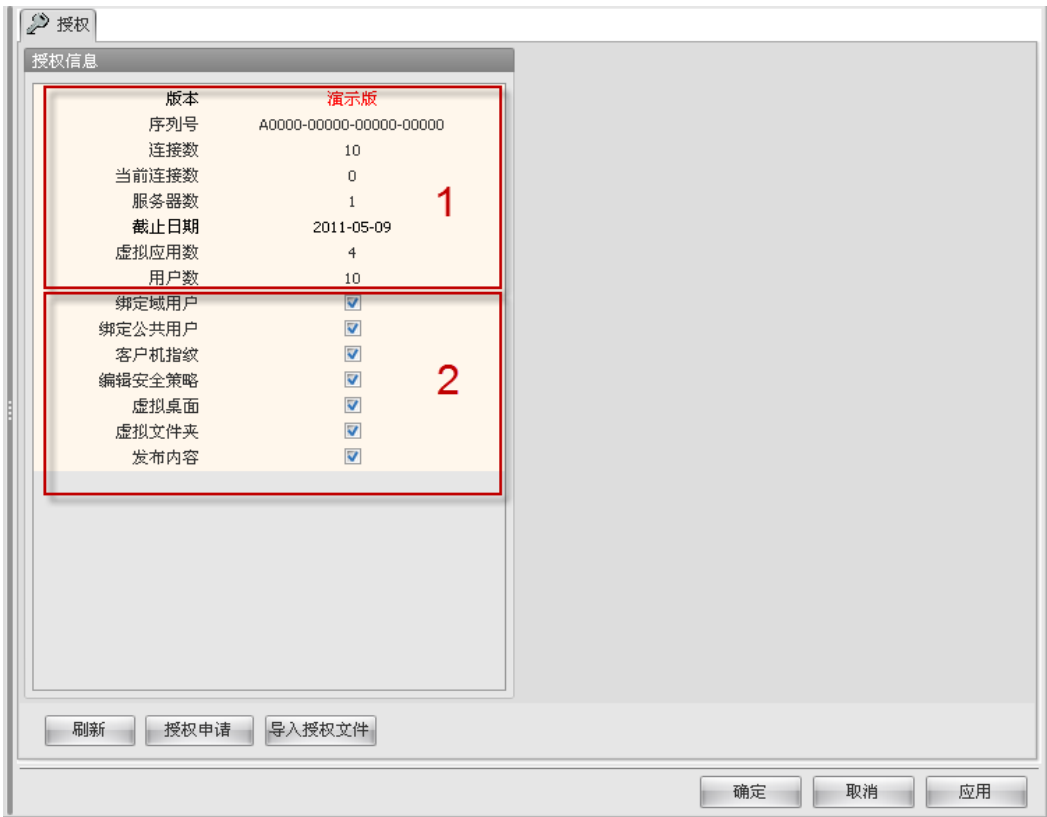 授权
授权信息
版本 演示版
序列号 A0000-00000-00000-00000
连接数 10
当前连接数 0
服务器数 1
截止日期 2011-05-09
虚拟应用数 4
用户数 10
1
绑定域用户
绑定公共用户
客户机指纹
编辑安全策略
虚拟桌面
虚拟文件夹
发布内容
2
刷新 授权申请 导入授权文件
确定 取消 应用